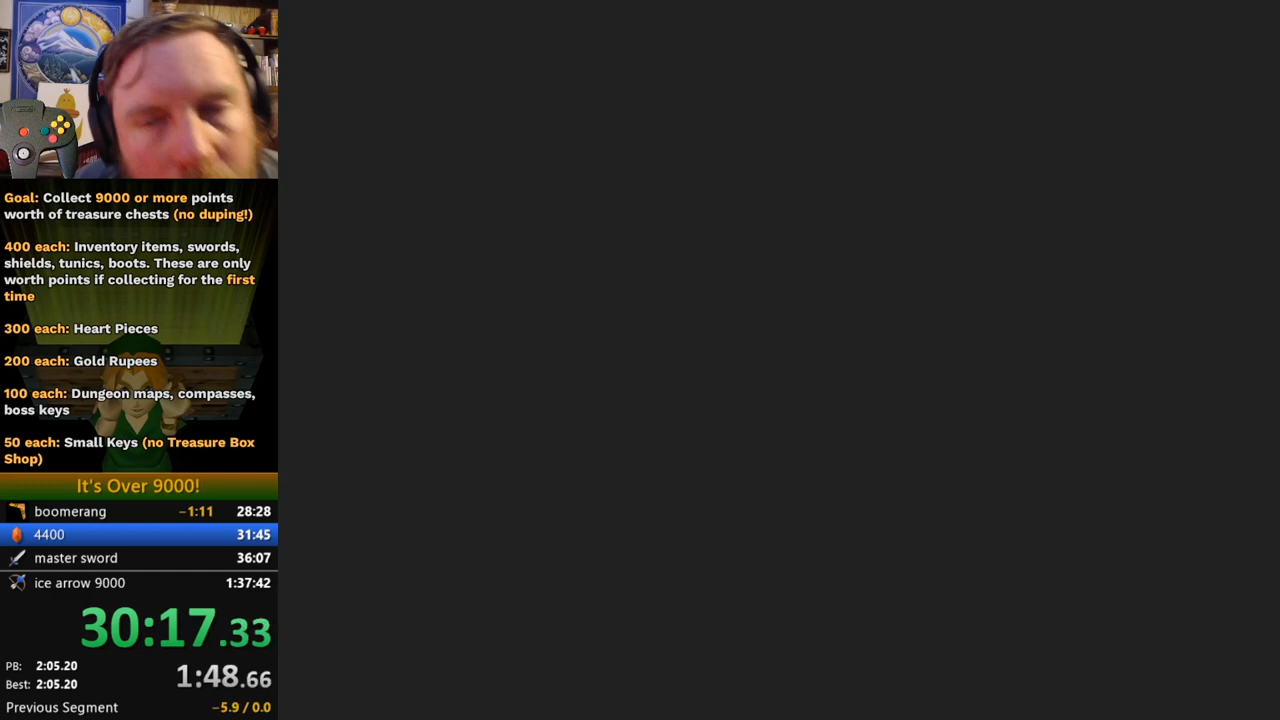 Goal: Collect 9000 or more points
worth of treasure chests (no duping!)
400 each: Inventory items, swords,
shields, tunics, boots. These are only
worth points if collecting for the first
time
300 each: Heart Pieces
200 each: Gold Rupees
100 each: Dungeon maps, compasses,
boss keys
50 each: Small Keys (no Treasure Box
Shop)
It's Over 9000!
boomerang −1:11 28:28
4400 31:45
master sword 36:07
ice arrow 9000 1:37:42
30:17.33
PB: 2:05.20
Best: 2:05.20
1:48.66
Previous Segment −5.9 / 0.0